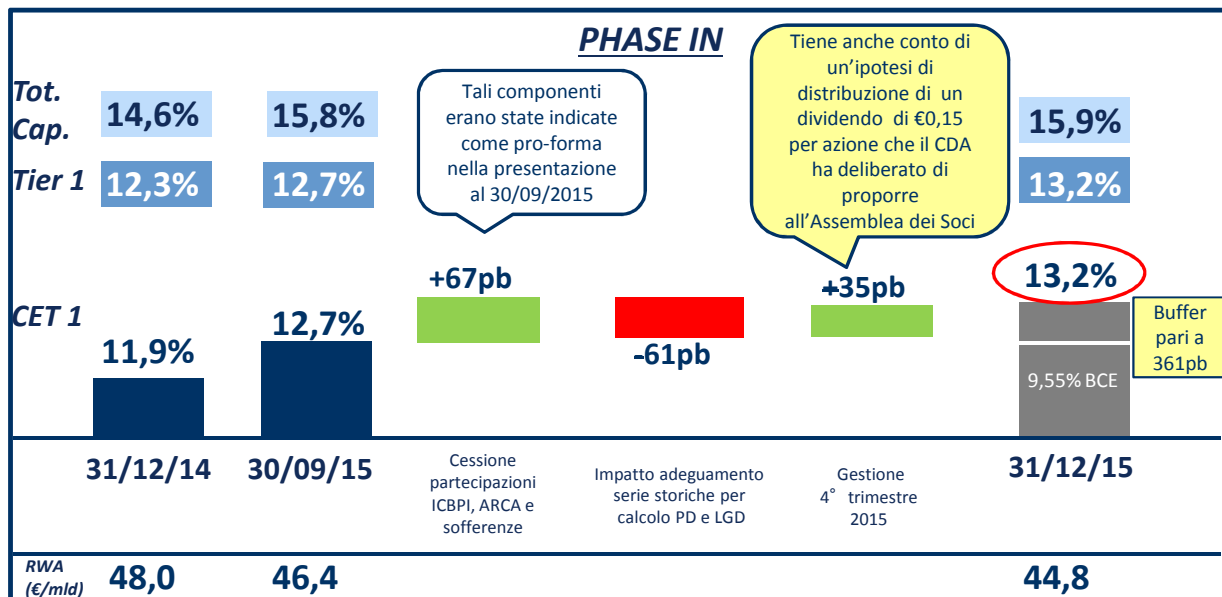 PHASE IN
Tot.
Cap.
14,6%
15,8%
15,9%
Tier 1
12,3%
12,7%
13,2%
Tali componenti
erano state indicate
come pro-forma
nella presentazione
al 30/09/2015
Tiene anche conto di
un'ipotesi di
distribuzione di un
dividendo di €0,15
per azione che il CDA
ha deliberato di
proporre
all'Assemblea dei Soci
CET 1
11,9%
12,7%
+67pb
-61pb
+35pb
13,2%
9,55% BCE
Buffer
pari a
361pb
31/12/14
30/09/15
Cessione
partecipazioni
ICBPI, ARCA e
sofferenze
Impatto adeguamento
serie storiche per
calcolo PD e LGD
Gestione
4° trimestre
2015
31/12/15
RWA
(€/mld)
48,0
46,4
44,8